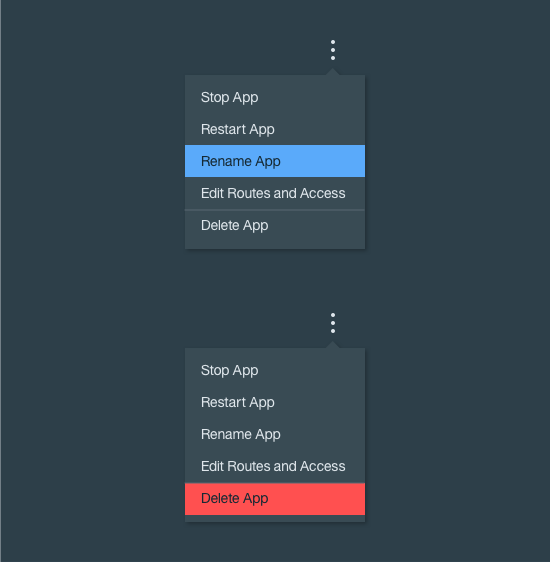 Stop App
Restart App
Rename App
Edit Routes and Access
Delete App
Stop App
Restart App
Rename App
Edit Routes and Access
Delete App